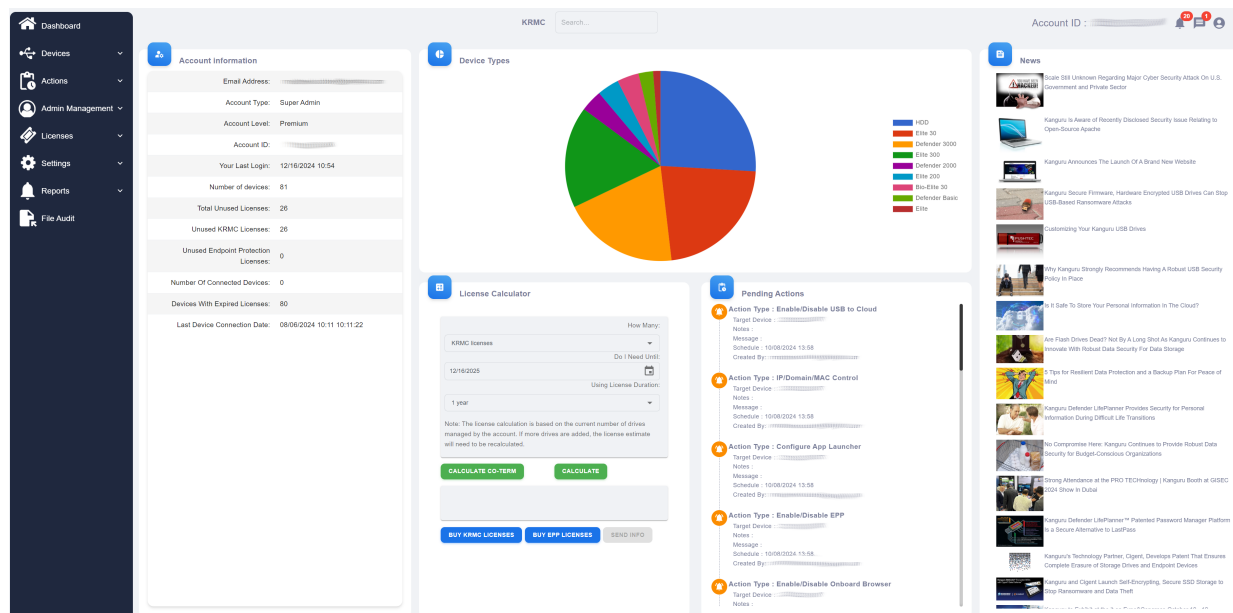 KRMC
Search...
Account ID :
20
1
Dashboard
Devices
Actions
Admin Management
Licenses
Settings
Reports
File Audit
Account information
Email Address:
Account Type: Super Admin
Account Level: Premium
Account ID:
Your Last Login: 12/16/2024 10:54
Number of devices: 81
Total Unused Licenses: 26
Unused KRMC Licenses: 26
Unused Endpoint Protection
Licenses: 0
Number Of Connected Devices: 0
Devices With Expired Licenses: 80
Last Device Connection Date: 08/06/2024 10:11 10:11:22
Device Types
HDD
Elite 30
Defender 3000
Elite 300
Defender 2000
Elite 200
Bio-Elite 30
Defender Basic
Elite
License Calculator
How Many:
KRMC licenses
Do I Need Until:
12/16/2025
Using License Duration:
1 year
Note: The license calculation is based on the current number of drives
managed by the account. If more drives are added, the license estimate
will need to be recalculated.
CALCULATE CO-TERM
CALCULATE
BUY KRMC LICENSES
BUY EPP LICENSES
SEND INFO
Pending Actions
Action Type : Enable/Disable USB to Cloud
Target Device :
Notes :
Message :
Schedule : 10/08/2024 13:58
Created By:
Action Type : IP/Domain/MAC Control
Target Device :
Notes :
Message :
Schedule : 10/08/2024 13:58
Created By:
Action Type : Configure App Launcher
Target Device :
Notes :
Message :
Schedule : 10/08/2024 13:58
Created By:
Action Type : Enable/Disable EPP
Target Device :
Notes :
Message :
Schedule : 10/08/2024 13:58
Created By:
Action Type : Enable/Disable Onboard Browser
Target Device :
Notes :
News
Scale Still Unknown Regarding Major Cyber Security Attack On U.S.
Government and Private Sector
Kanguru Is Aware of Recently Disclosed Security Issue Relating to
Open-Source Apache
Kanguru Announces The Launch Of A Brand New Website
Kanguru Secure Firmware, Hardware Encrypted USB Drives Can Stop
USB-Based Ransomware Attacks
Customizing Your Kanguru USB Drives
Why Kanguru Strongly Recommends Having A Robust USB Security
Policy In Place
Is It Safe To Store Your Personal Information In The Cloud?
Are Flash Drives Dead? Not By A Long Shot As Kanguru Continues to
Innovate With Robust Data Security For Data Storage
5 Tips for Resilient Data Protection and a Backup Plan For Peace of
Mind
Kanguru Defender LifePlanner Provides Security for Personal
Information During Difficult Life Transitions
No Compromise Here: Kanguru Continues to Provide Robust Data
Security for Budget-Conscious Organizations
Strong Attendance at the PRO TECHnology | Kanguru Booth at GISEC
2024 Show In Dubai
Kanguru Defender LifePlanner™ Patented Password Manager Platform
is a Secure Alternative to LastPass
Kanguru's Technology Partner, Cigent, Develops Patent That Ensures
Complete Erasure of Storage Drives and Endpoint Devices
Kanguru and Cigent Launch Self-Encrypting, Secure SSD Storage to
Stop Ransomware and Data Theft